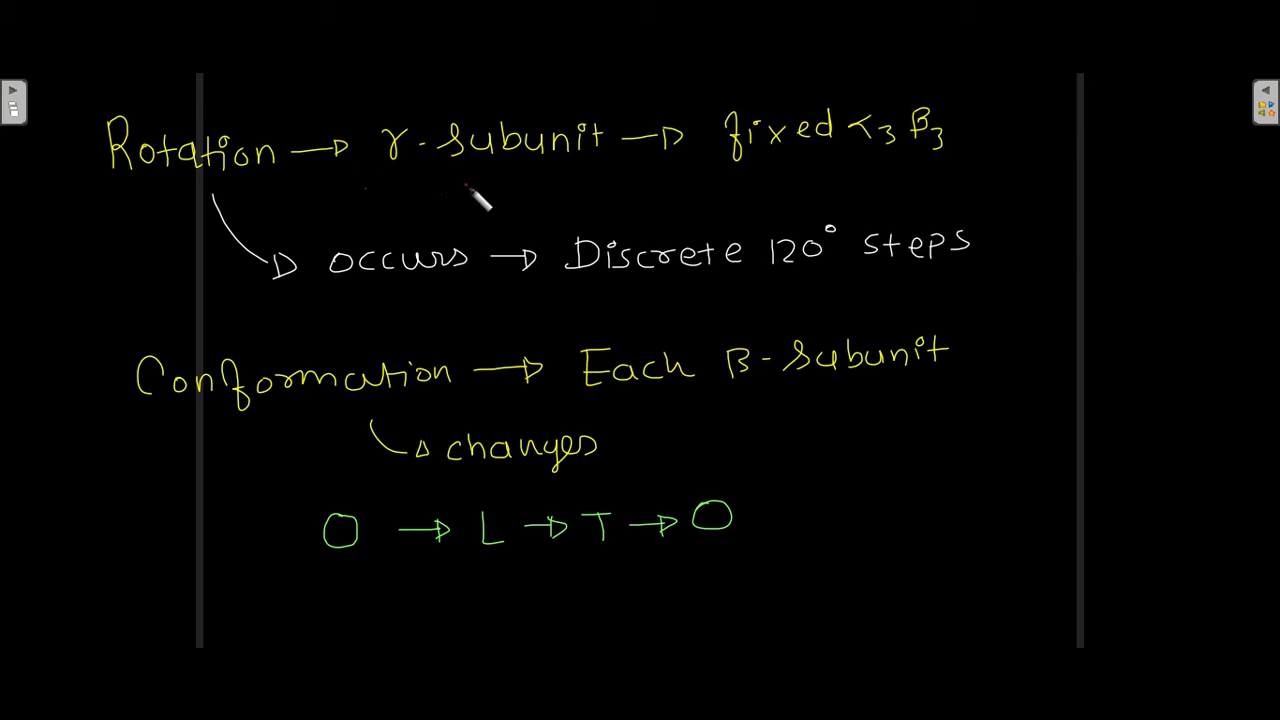 Rotation → γ-subunit → fixed α3 β3
occurs → Discrete 120° steps
Conformation → Each β-subunit
changes
O → L → T → O